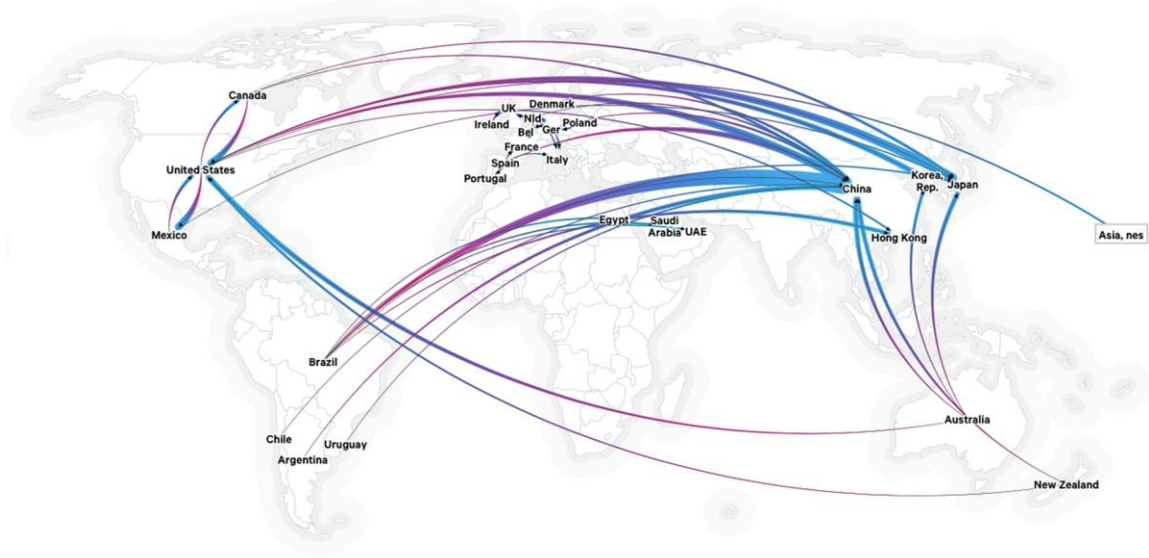 Canada
UK
Denmark
Ireland
Nld
Poland
Bel
Ger
France
Italy
Spain
Portugal
United States
Mexico
China
Korea,
Rep.
Japan
Egypt
Saudi
Arabia
UAE
Hong Kong
Asia, nes
Brazil
Chile
Uruguay
Argentina
Australia
New Zealand